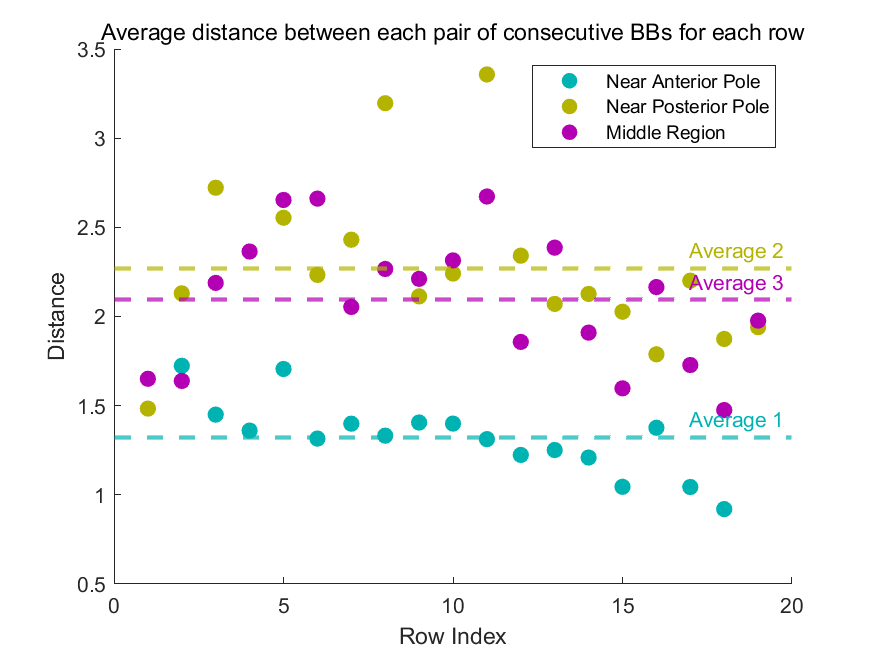 Average distance between each pair of consecutive BBs for each row
3.5
3
2.5
2
1.5
1
0.5
Distance
Near Anterior Pole
Near Posterior Pole
Middle Region
Average 2
Average 3
Average 1
0 5 10 15 20
Row Index